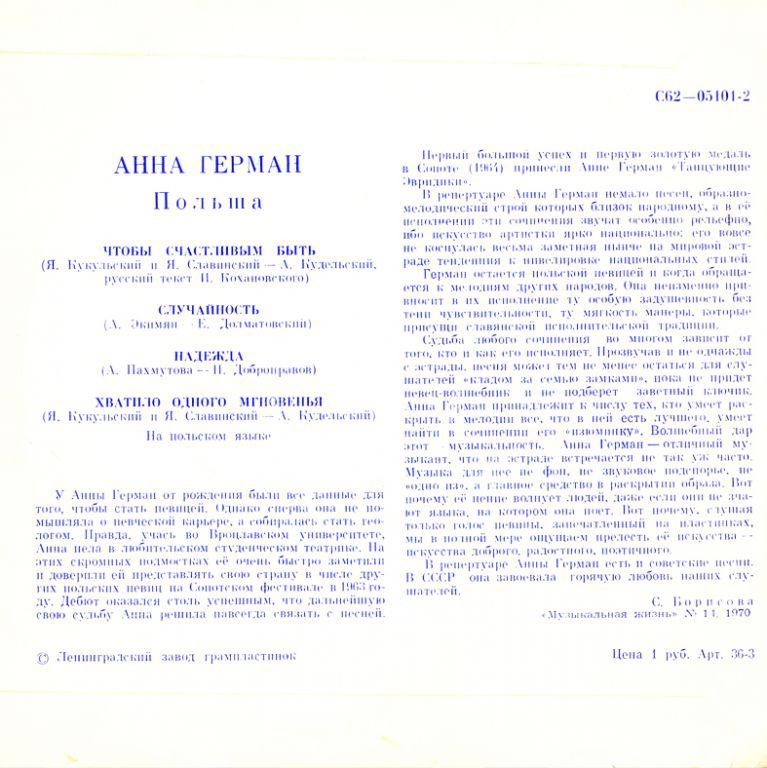 С62—05101-2
АННА ГЕРМАН
Польша
ЧТОБЫ СЧАСТЛИВЫМ БЫТЬ
(Я. Кукульский и Я. Славинский — А. Кудельский,
русский текст И. Кохановского)
СЛУЧАЙНОСТЬ
(А. Экимян — Е. Долматовский)
НАДЕЖДА
(А. Пахмутова — Н. Добронравов)
ХВАТИЛО ОДНОГО МГНОВЕНЬЯ
(Я. Кукульский и Я. Славинский — А. Кудельский)
На польском языке
У Анны Герман от рождения были все данные для
того, чтобы стать певицей. Однако сперва она не по-
мышляла о певческой карьере, а собиралась стать гео-
логом. Правда, учась во Вроцлавском университете,
Анна пела в любительском студенческом театрике. На
этих скромных подмостках её очень быстро заметили
и доверили ей представлять свою страну в числе дру-
гих польских певиц на Сопотском фестивале в 1963 го-
ду. Дебют оказался столь успешным, что дальнейшую
свою судьбу Анна решила навсегда связать с песней.
Первый большой успех и первую золотую медаль
в Сопоте (1964) принесли Анне Герман «Танцующие
Эвридики».
В репертуаре Анны Герман немало песен, образно-
мелодический строй которых близок народному, а в её
исполнении эти сочинения звучат особенно рельефно,
ибо искусство артистки ярко национально; его вовсе
не коснулась весьма заметная нынче на мировой эст-
раде тенденция к нивелировке национальных стилей.
Герман остается польской певицей и когда обраща-
ется к мелодиям других народов. Она неизменно при-
вносит в их исполнение ту особую задушевность без
тени чувствительности, ту мягкость манеры, которые
присущи славянской исполнительской традиции.
Судьба любого сочинения во многом зависит от
того, кто и как его исполняет. Прозвучав и не однажды
с эстрады, песня может тем не менее остаться для слу-
шателей «кладом за семью замками», пока не придет
певец-волшебник и не подберет заветный ключик.
Анна Герман принадлежит к числу тех, кто умеет рас-
крыть в мелодии все, что в ней есть лучшего, умеет
найти в сочинении его «изюминку». Волшебный дар
этот — музыкальность. Анна Герман — отличный му-
зыкант, что на эстраде встречается не так уж часто.
Музыка для нее не фон, не звуковое подспорье, не
«одно из», а главное средство в раскрытии образа. Вот
почему её пение волнует людей, даже если они не зна-
ют языка, на котором она поет. Вот почему, слушая
только голос певицы, запечатленный на пластинках,
мы в полной мере ощущаем прелесть её искусства —
искусства доброго, радостного, поэтичного.
В репертуаре Анны Герман есть и советские песни.
В СССР она завоевала горячую любовь наших слу-
шателей.
С. Борисова
«Музыкальная жизнь» № 14, 1970
© Ленинградский завод грампластинок
Цена 1 руб. Арт. 36-3